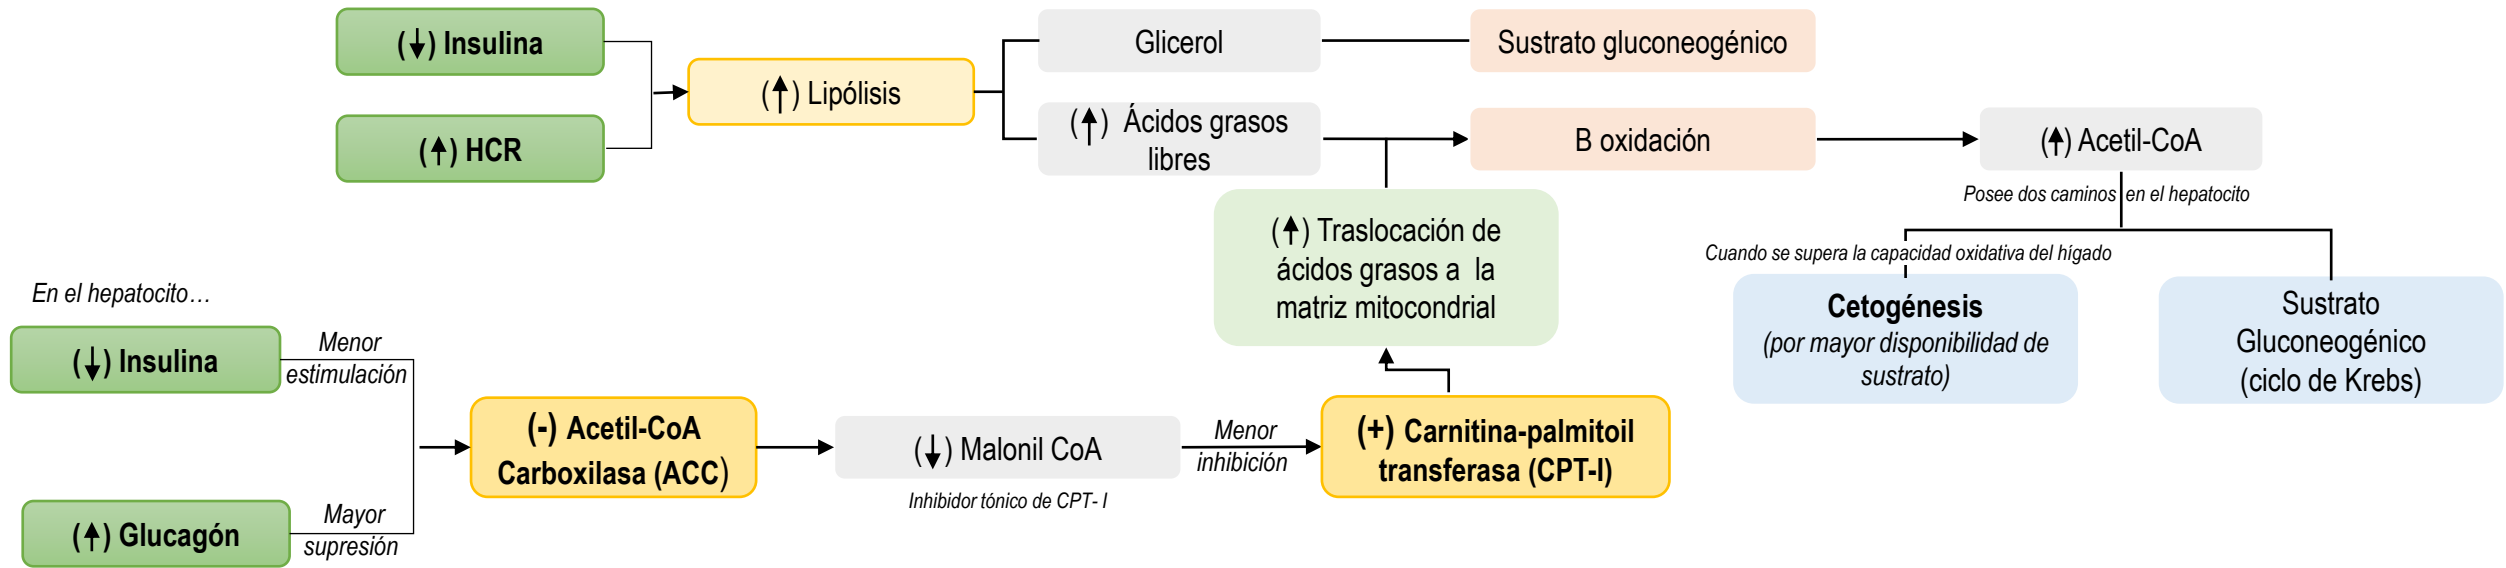 (↓) Insulina
(↑) HCR
(↑) Lipólisis
Glicerol
Sustrato gluconeogénico
(↑) Ácidos grasos
libres
B oxidación
(↑) Acetil-CoA
Posee dos caminos en el hepatocito
Cuando se supera la capacidad oxidativa del hígado
Cetogénesis
(por mayor disponibilidad de
sustrato)
Sustrato
Gluconeogénico
(ciclo de Krebs)
(↑) Traslocación de
ácidos grasos a la
matriz mitocondrial
En el hepatocito…
(↓) Insulina
Menor
estimulación
(↑) Glucagón
Mayor
supresión
(-) Acetil-CoA
Carboxilasa (ACC)
(↓) Malonil CoA
Inhibidor tónico de CPT- I
Menor
inhibición
(+) Carnitina-palmitoil
transferasa (CPT-I)